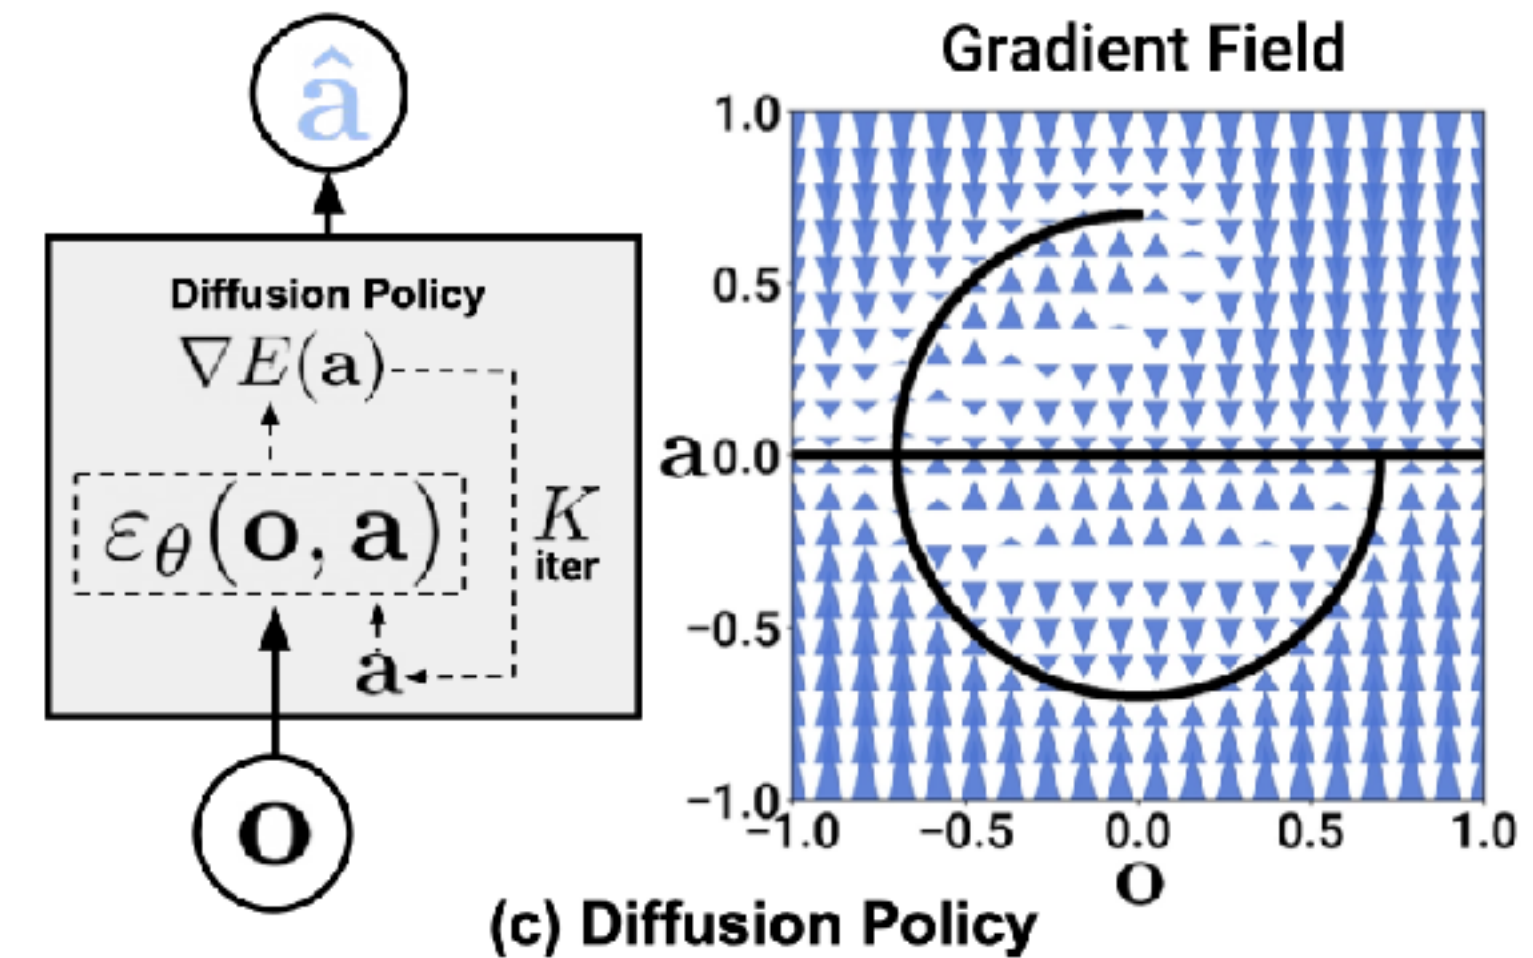 â
Diffusion Policy
∇E(a)
ε_θ(o, a)
K
iter
a
o
Gradient Field
1.0
0.5
a 0.0
−0.5
−1.0
−1.0 −0.5 0.0 0.5 1.0
o
(c) Diffusion Policy